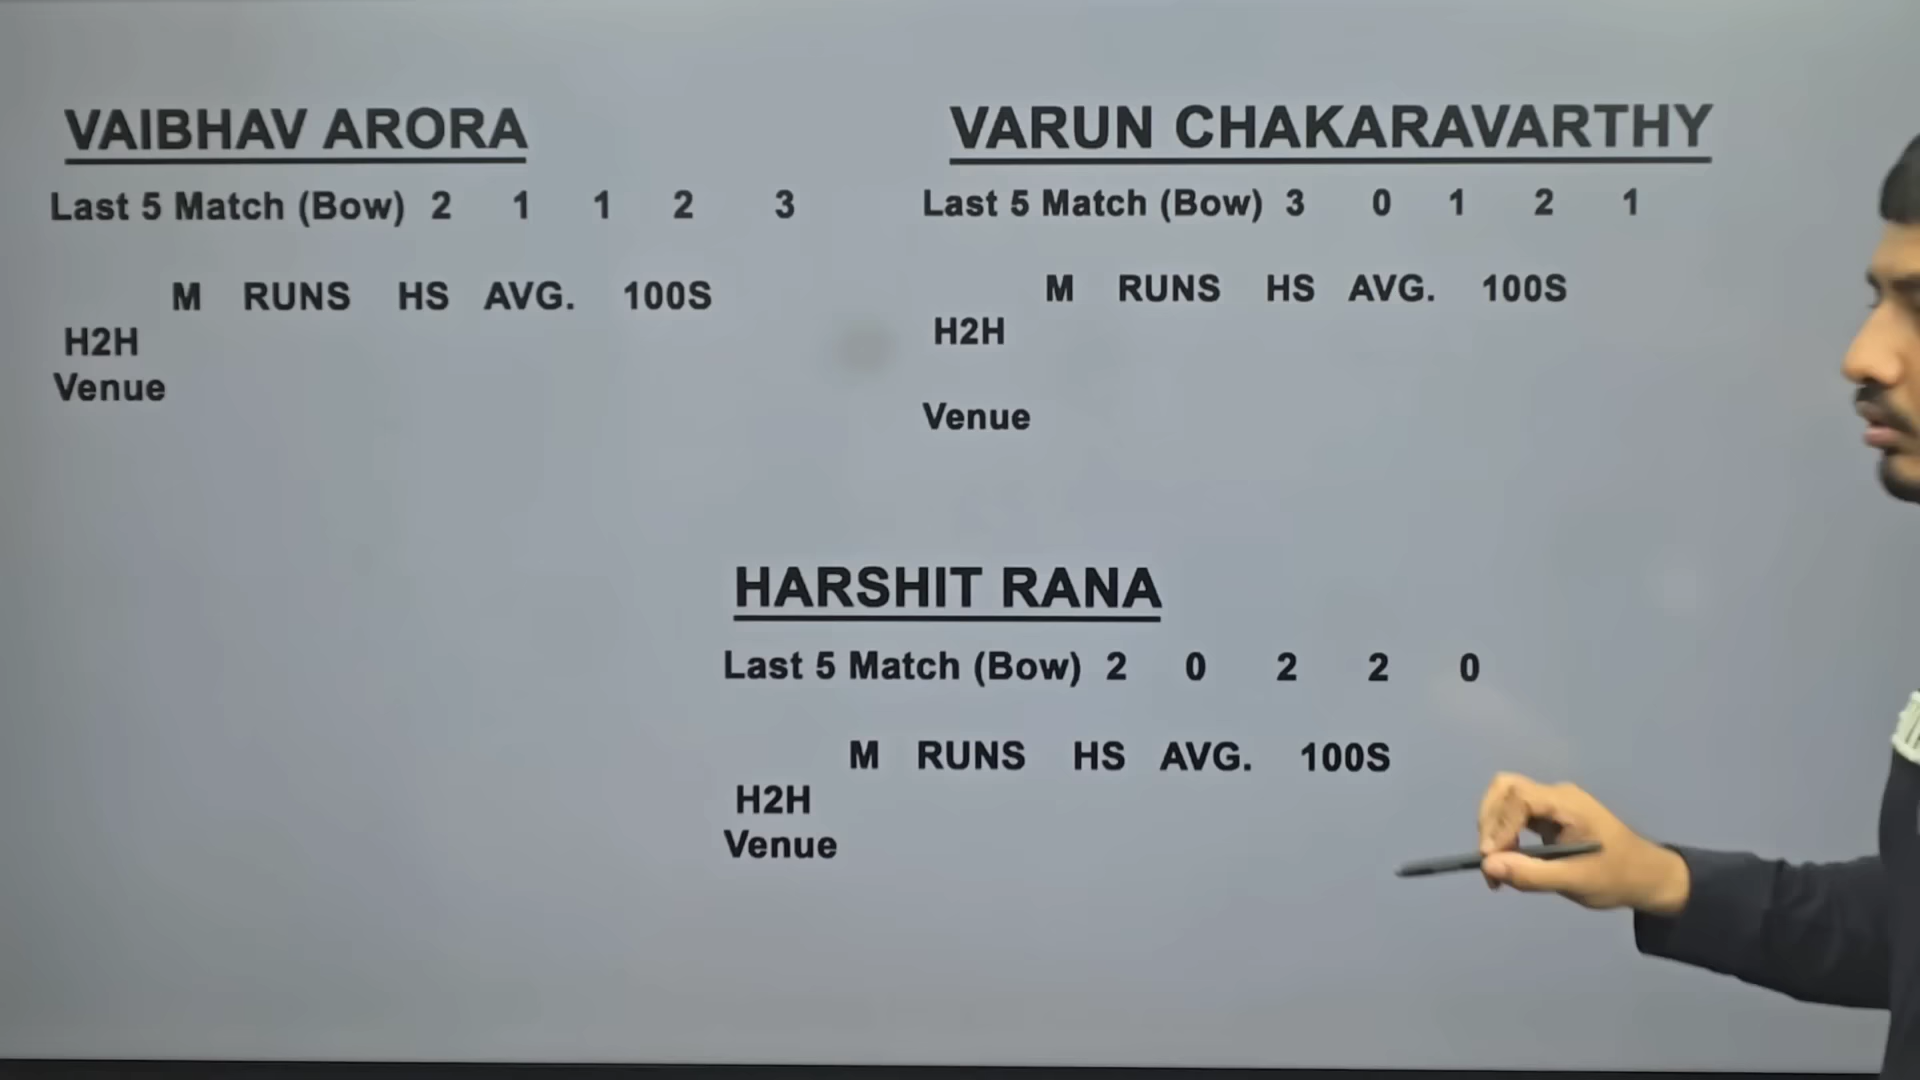 VAIBHAV ARORA
Last 5 Match (Bow) 2 1 1 2 3
M RUNS HS AVG. 100S
H2H
Venue
VARUN CHAKARAVARTHY
Last 5 Match (Bow) 3 0 1 2 1
M RUNS HS AVG. 100S
H2H
Venue
HARSHIT RANA
Last 5 Match (Bow) 2 0 2 2 0
M RUNS HS AVG. 100S
H2H
Venue